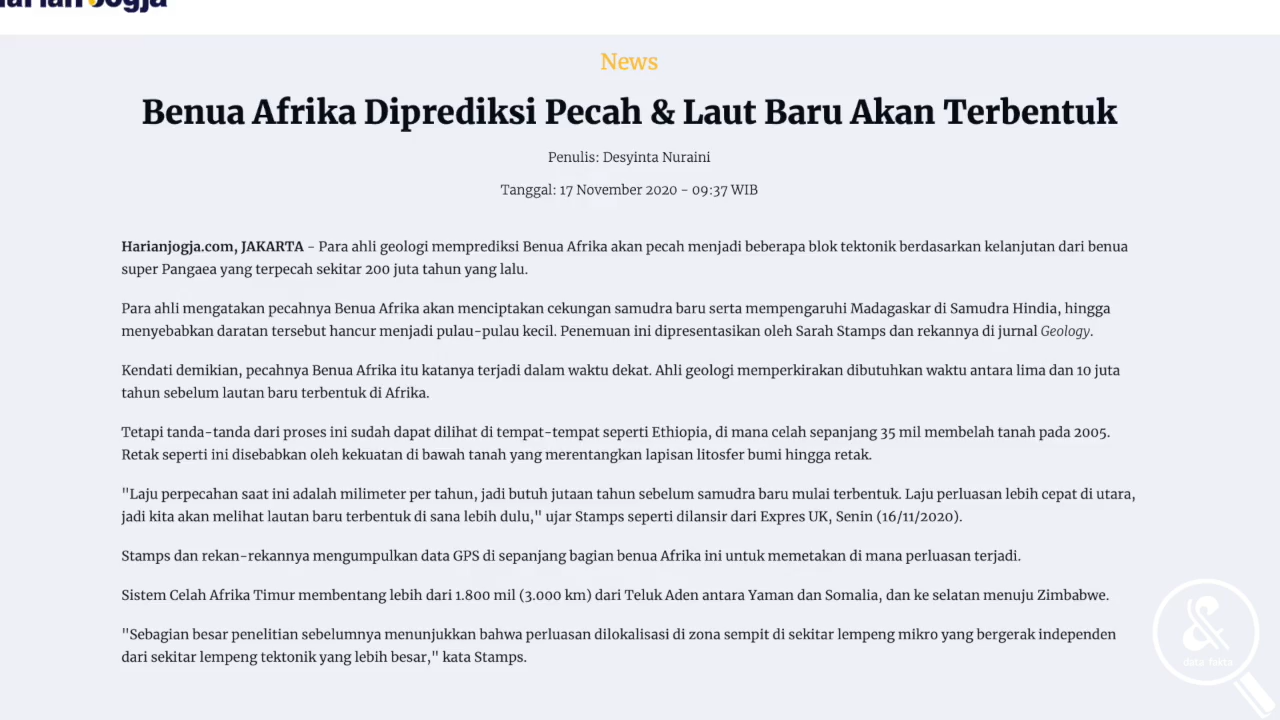 HarianJogja
News
Benua Afrika Diprediksi Pecah & Laut Baru Akan Terbentuk
Penulis: Desyinta Nuraini
Tanggal: 17 November 2020 - 09:37 WIB
Harianjogja.com, JAKARTA - Para ahli geologi memprediksi Benua Afrika akan pecah menjadi beberapa blok tektonik berdasarkan kelanjutan dari benua
super Pangaea yang terpecah sekitar 200 juta tahun yang lalu.
Para ahli mengatakan pecahnya Benua Afrika akan menciptakan cekungan samudra baru serta mempengaruhi Madagaskar di Samudra Hindia, hingga
menyebabkan daratan tersebut hancur menjadi pulau-pulau kecil. Penemuan ini dipresentasikan oleh Sarah Stamps dan rekannya di jurnal Geology.
Kendati demikian, pecahnya Benua Afrika itu katanya terjadi dalam waktu dekat. Ahli geologi memperkirakan dibutuhkan waktu antara lima dan 10 juta
tahun sebelum lautan baru terbentuk di Afrika.
Tetapi tanda-tanda dari proses ini sudah dapat dilihat di tempat-tempat seperti Ethiopia, di mana celah sepanjang 35 mil membelah tanah pada 2005.
Retak seperti ini disebabkan oleh kekuatan di bawah tanah yang merentangkan lapisan litosfer bumi hingga retak.
"Laju perpecahan saat ini adalah milimeter per tahun, jadi butuh jutaan tahun sebelum samudra baru mulai terbentuk. Laju perluasan lebih cepat di utara,
jadi kita akan melihat lautan baru terbentuk di sana lebih dulu," ujar Stamps seperti dilansir dari Expres UK, Senin (16/11/2020).
Stamps dan rekan-rekannya mengumpulkan data GPS di sepanjang bagian benua Afrika ini untuk memetakan di mana perluasan terjadi.
Sistem Celah Afrika Timur membentang lebih dari 1.800 mil (3.000 km) dari Teluk Aden antara Yaman dan Somalia, dan ke selatan menuju Zimbabwe.
"Sebagian besar penelitian sebelumnya menunjukkan bahwa perluasan dilokalisasi di zona sempit di sekitar lempeng mikro yang bergerak independen
dari sekitar lempeng tektonik yang lebih besar," kata Stamps.
&
data fakta